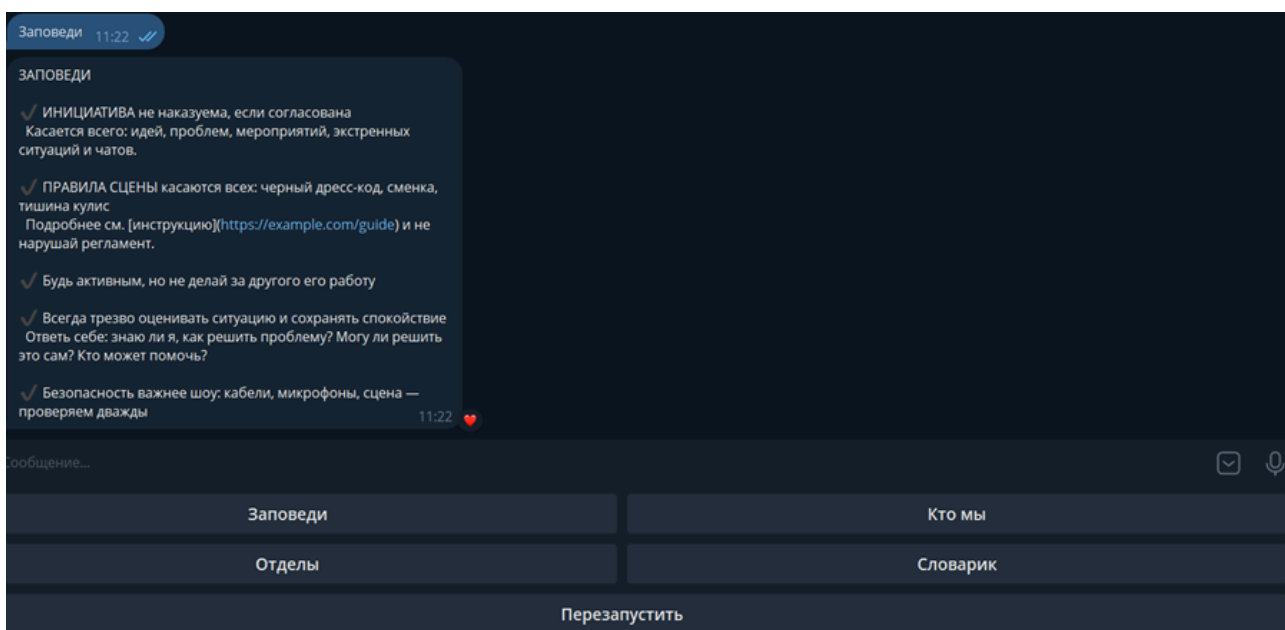 Заповеди 11:22
ЗАПОВЕДИ
✔ ИНИЦИАТИВА не наказуема, если согласована
Касается всего: идей, проблем, мероприятий, экстренных
ситуаций и чатов.
✔ ПРАВИЛА СЦЕНЫ касаются всех: черный дресс-код, сменка,
тишина кулис
Подробнее см. [инструкцию](https://example.com/guide) и не
нарушай регламент.
✔ Будь активным, но не делай за другого его работу
✔ Всегда трезво оценивать ситуацию и сохранять спокойствие
Ответь себе: знаю ли я, как решить проблему? Могу ли решить
это сам? Кто может помочь?
✔ Безопасность важнее шоу: кабели, микрофоны, сцена —
проверяем дважды 11:22 ❤️
Сообщение...
Заповеди Кто мы
Отделы Словарик
Перезапустить